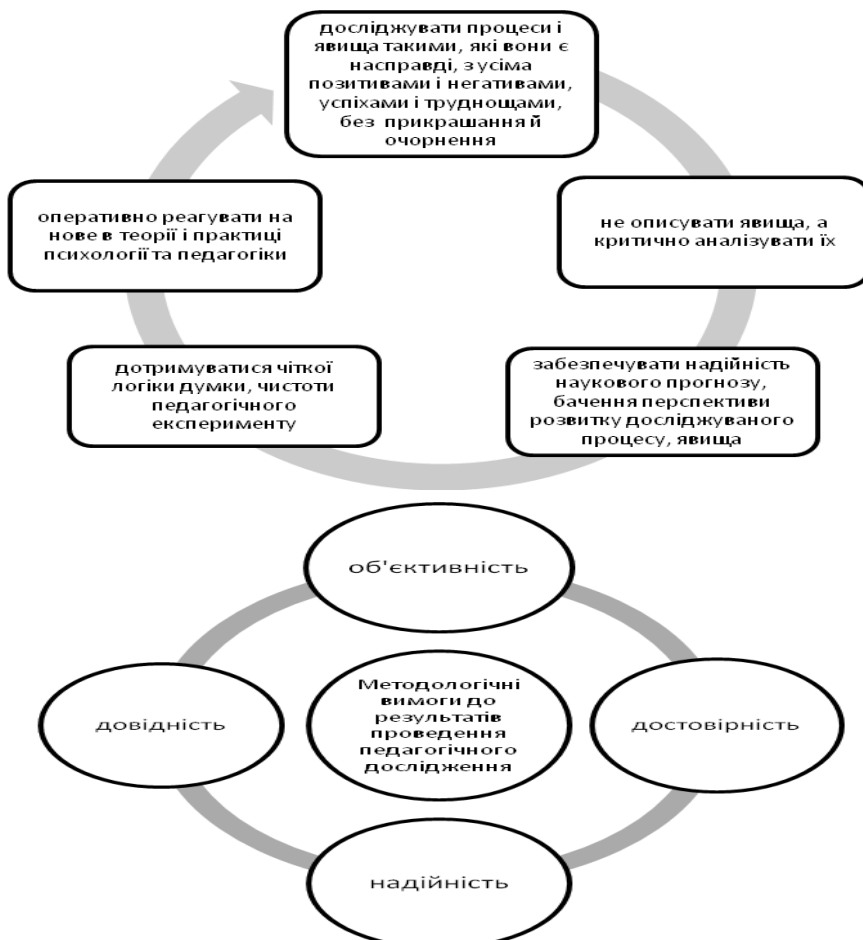 досліджувати процеси і
явища такими, які вони є
насправді, з усіма
позитивами і негативами,
успіхами і труднощами,
без прикрашання й
очорнення
не описувати явища, а
критично аналізувати їх
забезпечувати надійність
наукового прогнозу,
бачення перспективи
розвитку досліджуваного
процесу, явища
дотримуватися чіткої
логіки думки, чистоти
педагогічного
експерименту
оперативно реагувати на
нове в теорії і практиці
психології та педагогіки
об'єктивність
достовірність
надійність
довідність
Методологічні
вимоги до
результатів
проведення
педагогічного
дослідження